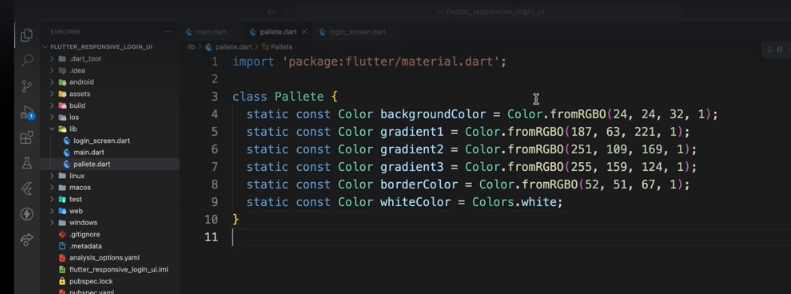 flutter_responsive_login_ui
EXPLORER
main.dart
pallete.dart
login_screen.dart
FLUTTER_RESPONSIVE_LOGIN_UI
lib > pallete.dart > Pallete
.dart_tool
.idea
android
assets
build
ios
lib
login_screen.dart
main.dart
pallete.dart
linux
macos
test
web
windows
.gitignore
.metadata
analysis_options.yaml
flutter_responsive_login_ui.iml
pubspec.lock
pubspec.yaml
1 import 'package:flutter/material.dart';
2
3 class Pallete {
4 static const Color backgroundColor = Color.fromRGBO(24, 24, 32, 1);
5 static const Color gradient1 = Color.fromRGBO(187, 63, 221, 1);
6 static const Color gradient2 = Color.fromRGBO(251, 109, 169, 1);
7 static const Color gradient3 = Color.fromRGBO(255, 159, 124, 1);
8 static const Color borderColor = Color.fromRGBO(52, 51, 67, 1);
9 static const Color whiteColor = Colors.white;
10 }
11